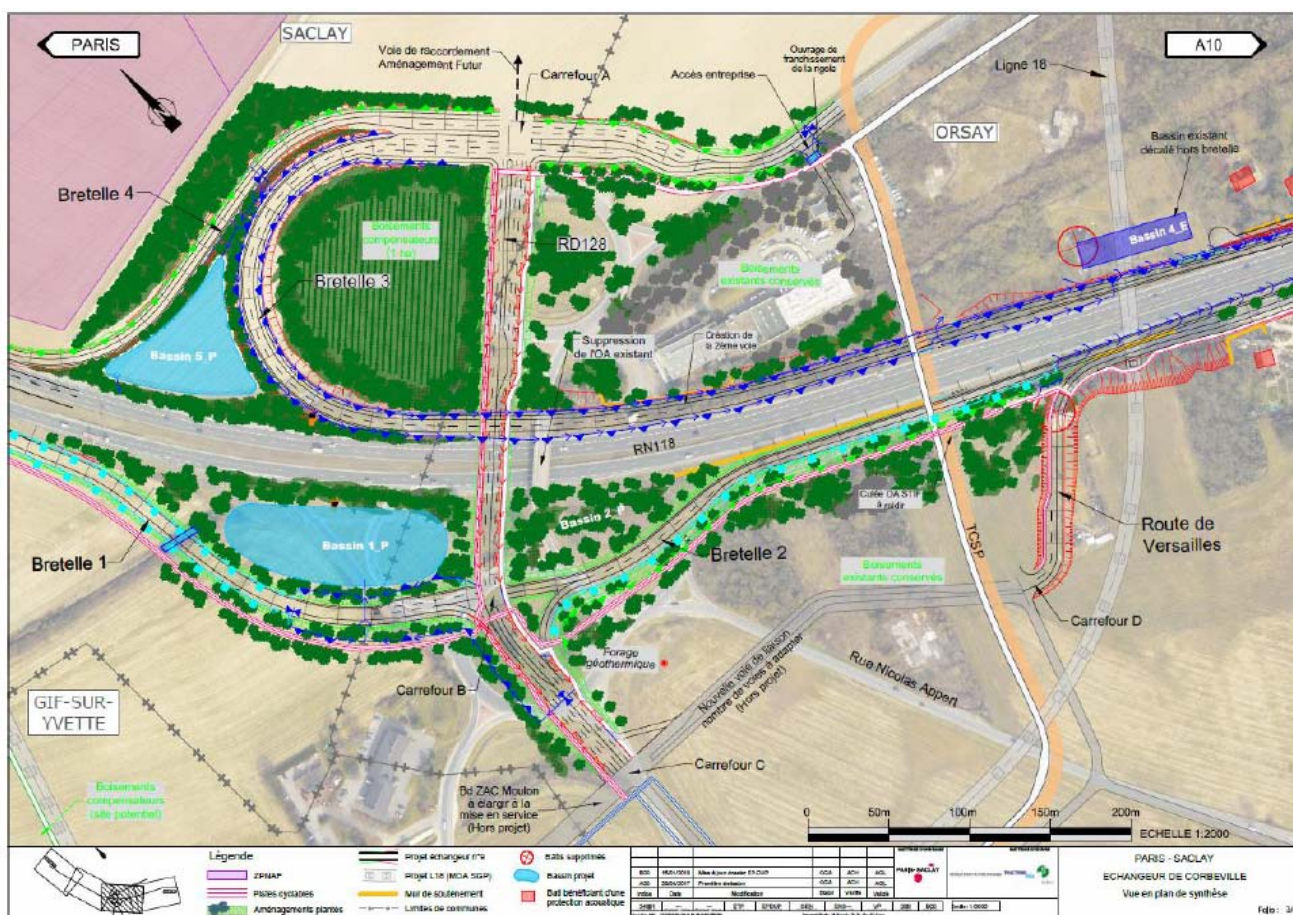 PARIS
SACLAY
Voie de raccordement
Aménagement Futur
Carrefour A
Accès entreprise
Ouvrage de
franchissement
de la rigole
Ligne 18
A10
ORSAY
Bassin existant
décalé hors bretelle
Bretelle 4
Boisements
compensateurs
(1 ha)
RD128
Bretelle 3
Boisements
existants conservés
Bassin 4_E
Bassin 5_P
Suppression
de l'OA existant
Création de
la 2ème voie
RN118
Culée OA STIF
Bassin 2_P
Bassin 1_P
Bretelle 1
Bretelle 2
TCSP
Route de
Versailles
Boisements
existants conservés
Carrefour D
Forage
géothermique
Nouvelle voie de liaison
nombre de voies à adapter
(Hors projet)
Rue Nicolas Appert
Carrefour B
GIF-SUR-
YVETTE
Carrefour C
Bd ZAC Moulon
à élargir à la
mise en service
(Hors projet)
Boisements
compensateurs
(site potentiel)
0 50m 100m 150m 200m
ECHELLE 1:2000
Légende
ZPNAF
Pistes cyclables
Aménagements plantés
Projet échangeur n°9
Projet L18 (MOA SGP)
Mur de soutènement
Limites de communes
Batis supprimés
Bassin projet
Bati bénéficiant d'une
protection acoustique
PARIS-SACLAY
PARIS - SACLAY
ECHANGEUR DE CORBEVILLE
Vue en plan de synthèse